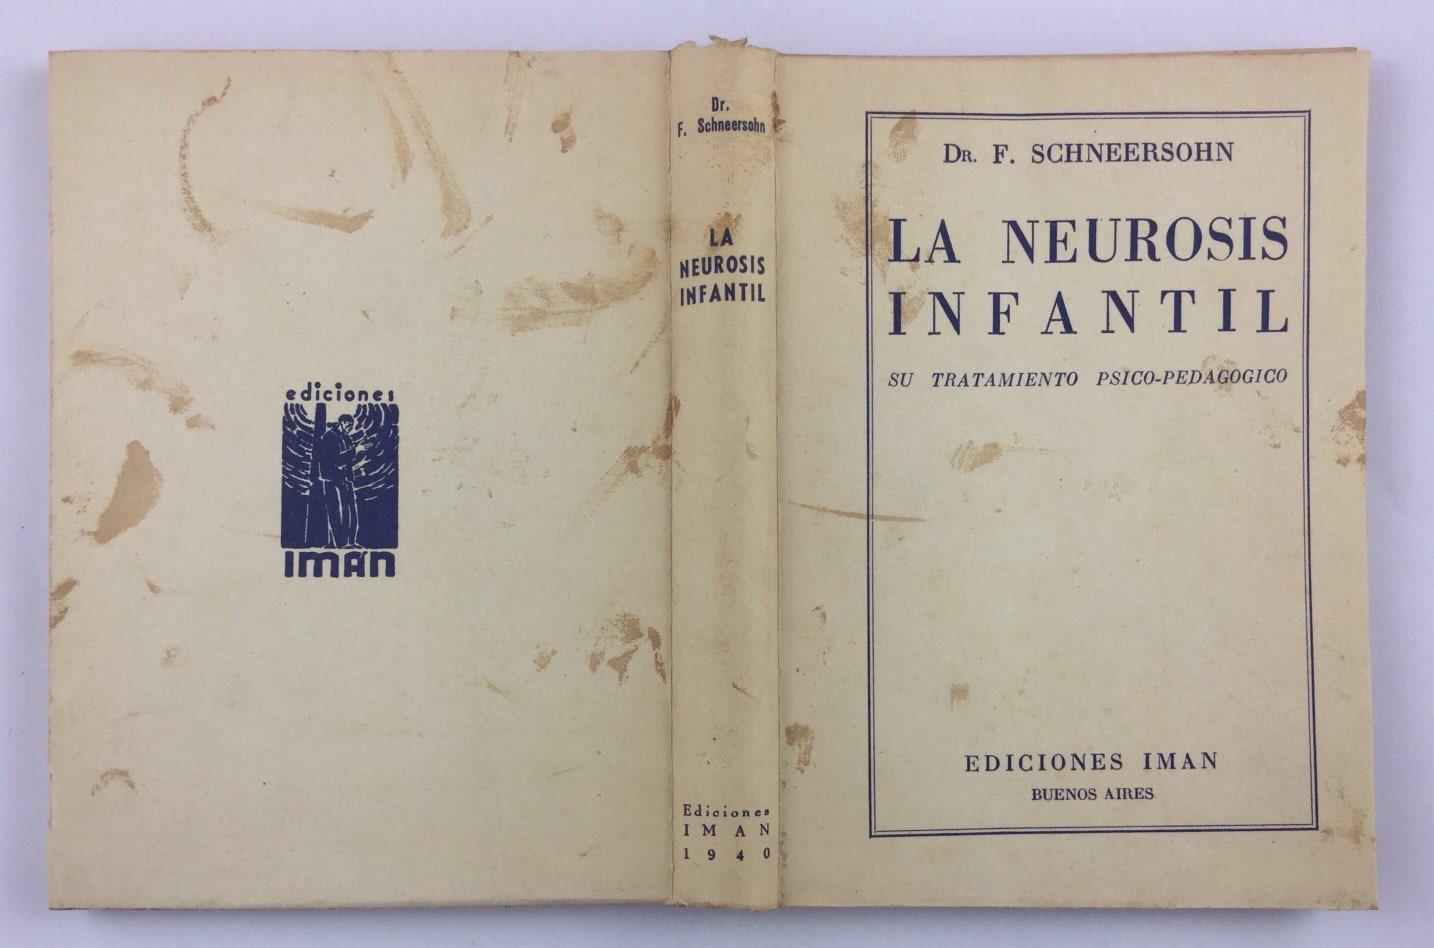 ediciones
IMÁN
Dr.
F. Schneersohn
LA
NEUROSIS
INFANTIL
Ediciones
IMAN
1940
DR. F. SCHNEERSOHN
LA NEUROSIS
INFANTIL
SU TRATAMIENTO PSICO-PEDAGOGICO
EDICIONES IMAN
BUENOS AIRES